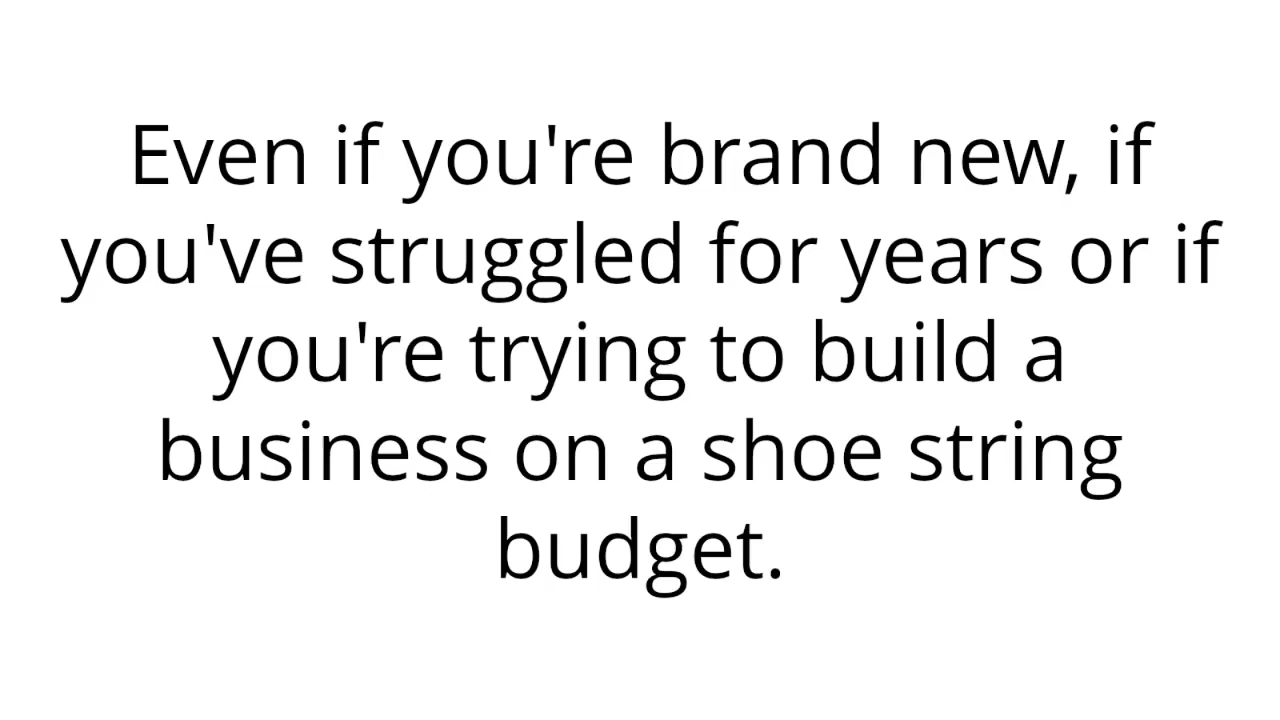 Even if you're brand new, if
you've struggled for years or if
you're trying to build a
business on a shoe string
budget.